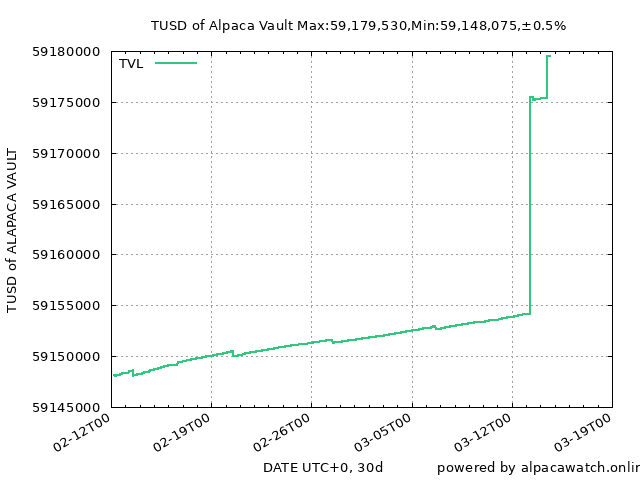 TUSD of Alpaca Vault Max:59,179,530,Min:59,148,075,±0.5%
TVL
59180000
59175000
59170000
59165000
59160000
59155000
59150000
59145000
TUSD of ALAPACA VAULT
02-12T00
02-19T00
02-26T00
03-05T00
03-12T00
03-19T00
DATE UTC+0, 30d
powered by alpacawatch.onlin